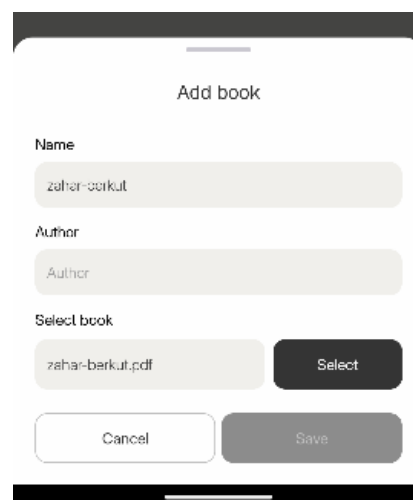 Add book
Name
zahar-berkut
Author
Author
Select book
zahar-berkut.pdf
Select
Cancel
Save